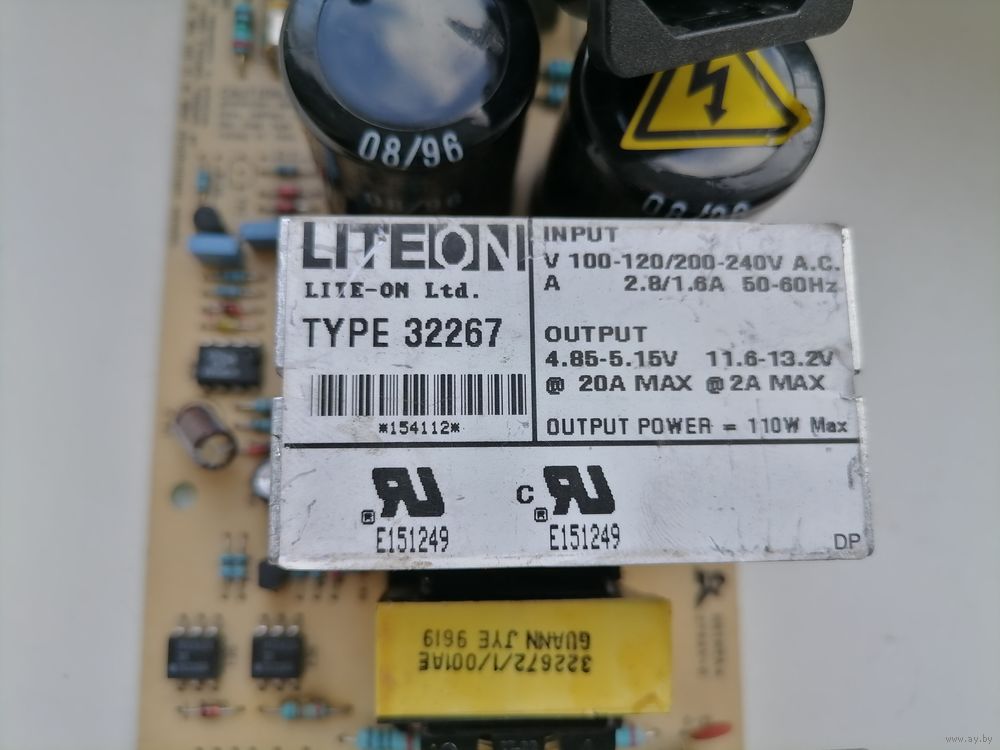 08/96
LITEON
LITE-ON Ltd.
TYPE 32267
*154112*
INPUT
V 100-120/200-240V A.C.
A 2.8/1.6A 50-60Hz
OUTPUT
4.85-5.15V 11.6-13.2V
@ 20A MAX @ 2A MAX
OUTPUT POWER = 110W Max
®
E151249
C
®
E151249
DP
322672/1/001AE
GUANN JYE 9619
www.ay.by